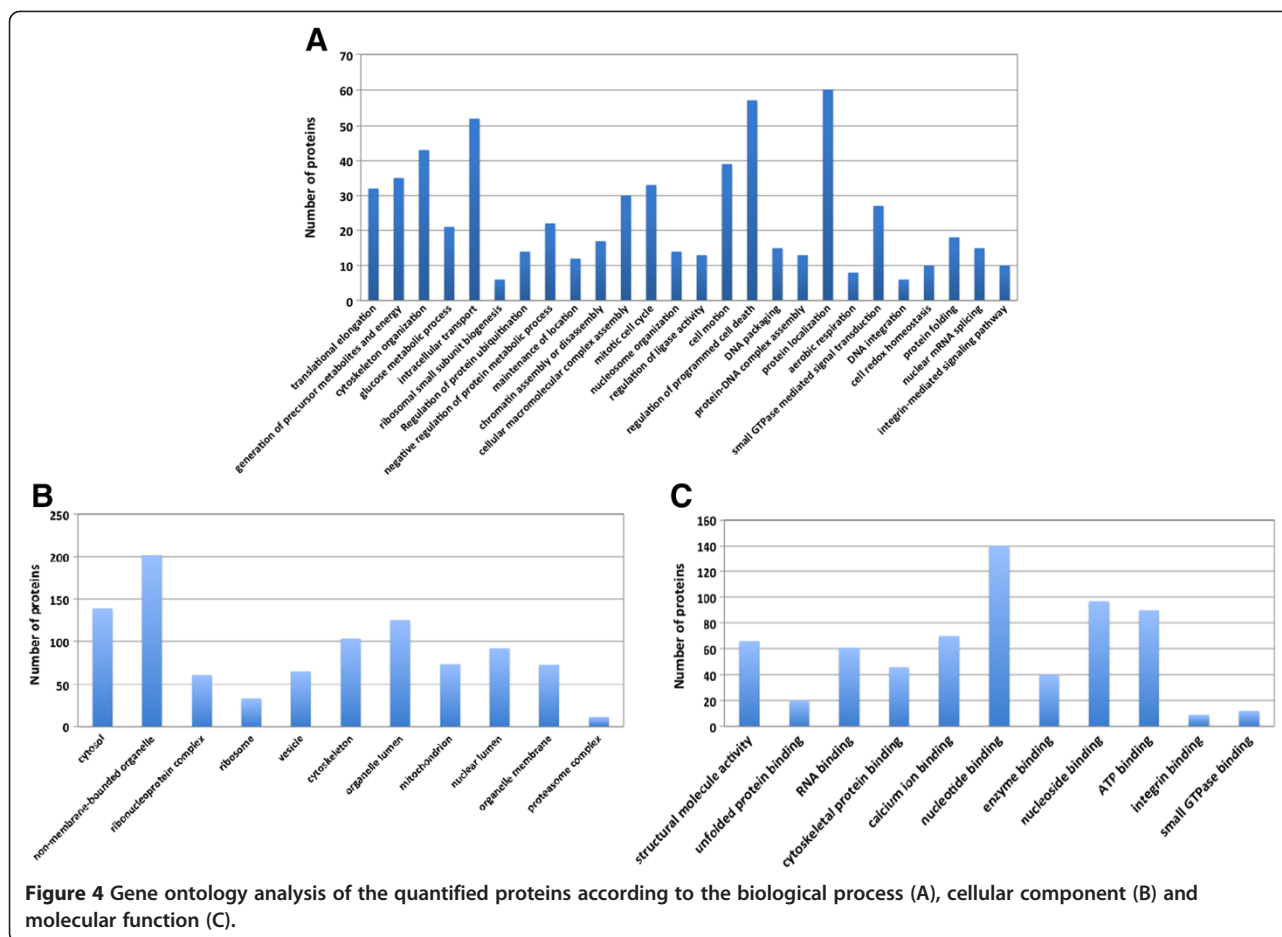 A
70
60
50
40
30
20
10
0
Number of proteins
translational elongation
generation of precursor metabolites and energy
cytoskeleton organization
glucose metabolic process
intracellular transport
ribosomal small subunit biogenesis
Regulation of protein ubiquitination
negative regulation of protein metabolic process
maintenance of location
chromatin assembly or disassembly
cellular macromolecular complex assembly
mitotic cell cycle
nucleosome organization
regulation of ligase activity
cell motion
regulation of programmed cell death
DNA packaging
protein-DNA complex assembly
protein localization
aerobic respiration
small GTPase mediated signal transduction
DNA integration
cell redox homeostasis
protein folding
nuclear mRNA splicing
integrin-mediated signaling pathway
B
250
200
150
100
50
0
Number of proteins
cytosol
non-membrane-bounded organelle
ribonucleoprotein complex
ribosome
vesicle
cytoskeleton
organelle lumen
mitochondrion
nuclear lumen
organelle membrane
proteasome complex
C
160
140
120
100
80
60
40
20
0
Number of proteins
structural molecule activity
unfolded protein binding
RNA binding
cytoskeletal protein binding
calcium ion binding
nucleotide binding
enzyme binding
nucleoside binding
ATP binding
integrin binding
small GTPase binding
Figure 4 Gene ontology analysis of the quantified proteins according to the biological process (A), cellular component (B) and
molecular function (C).